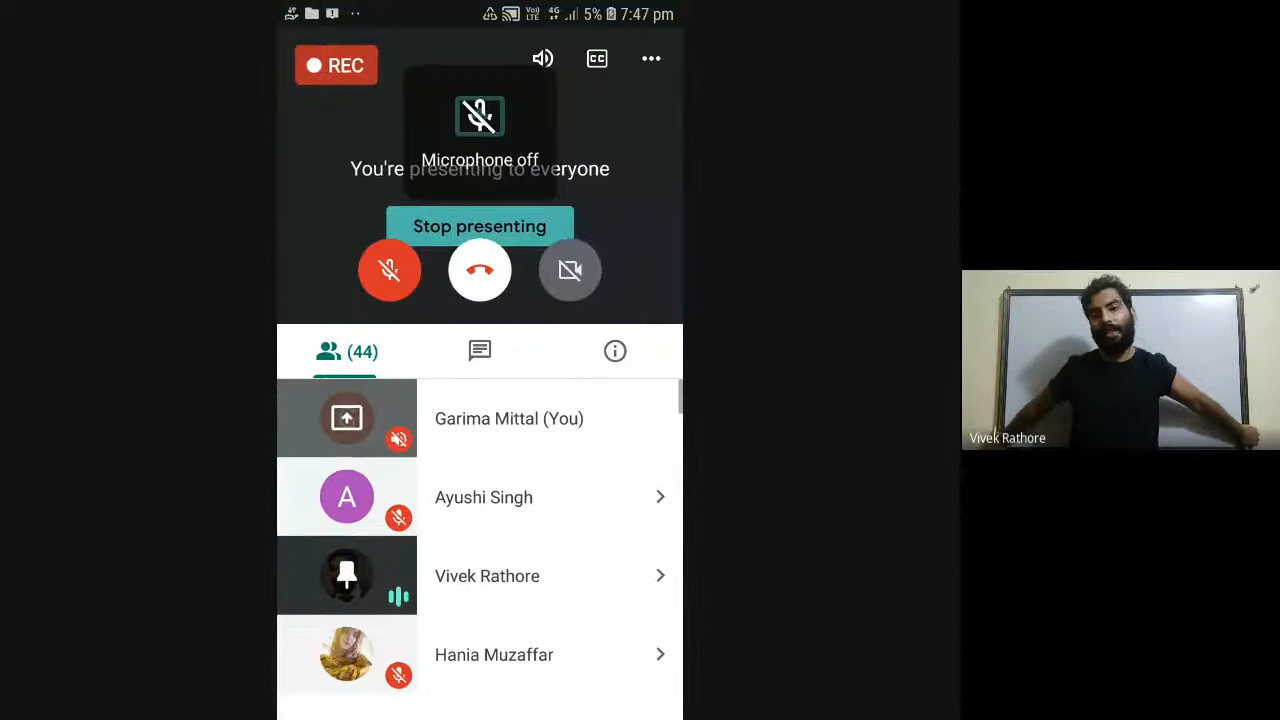 5% 7:47 pm
REC
CC
Microphone off
You're presenting to everyone
Stop presenting
(44)
Garima Mittal (You)
A
Ayushi Singh
Vivek Rathore
Hania Muzaffar
Vivek Rathore